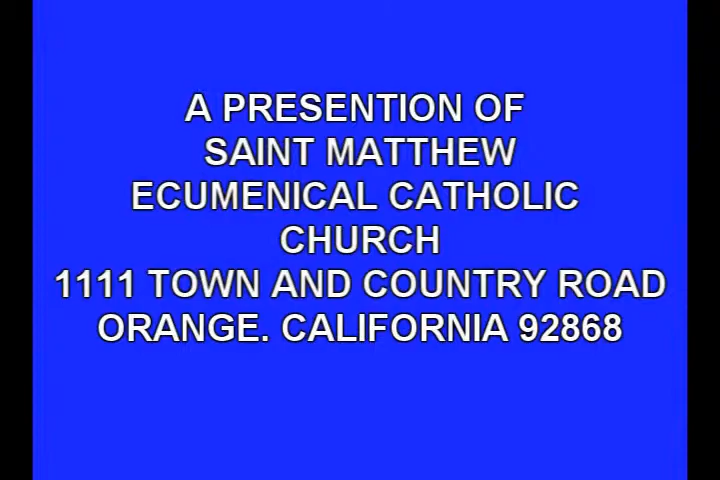 A PRESENTION OF
SAINT MATTHEW
ECUMENICAL CATHOLIC
CHURCH
1111 TOWN AND COUNTRY ROAD
ORANGE. CALIFORNIA 92868